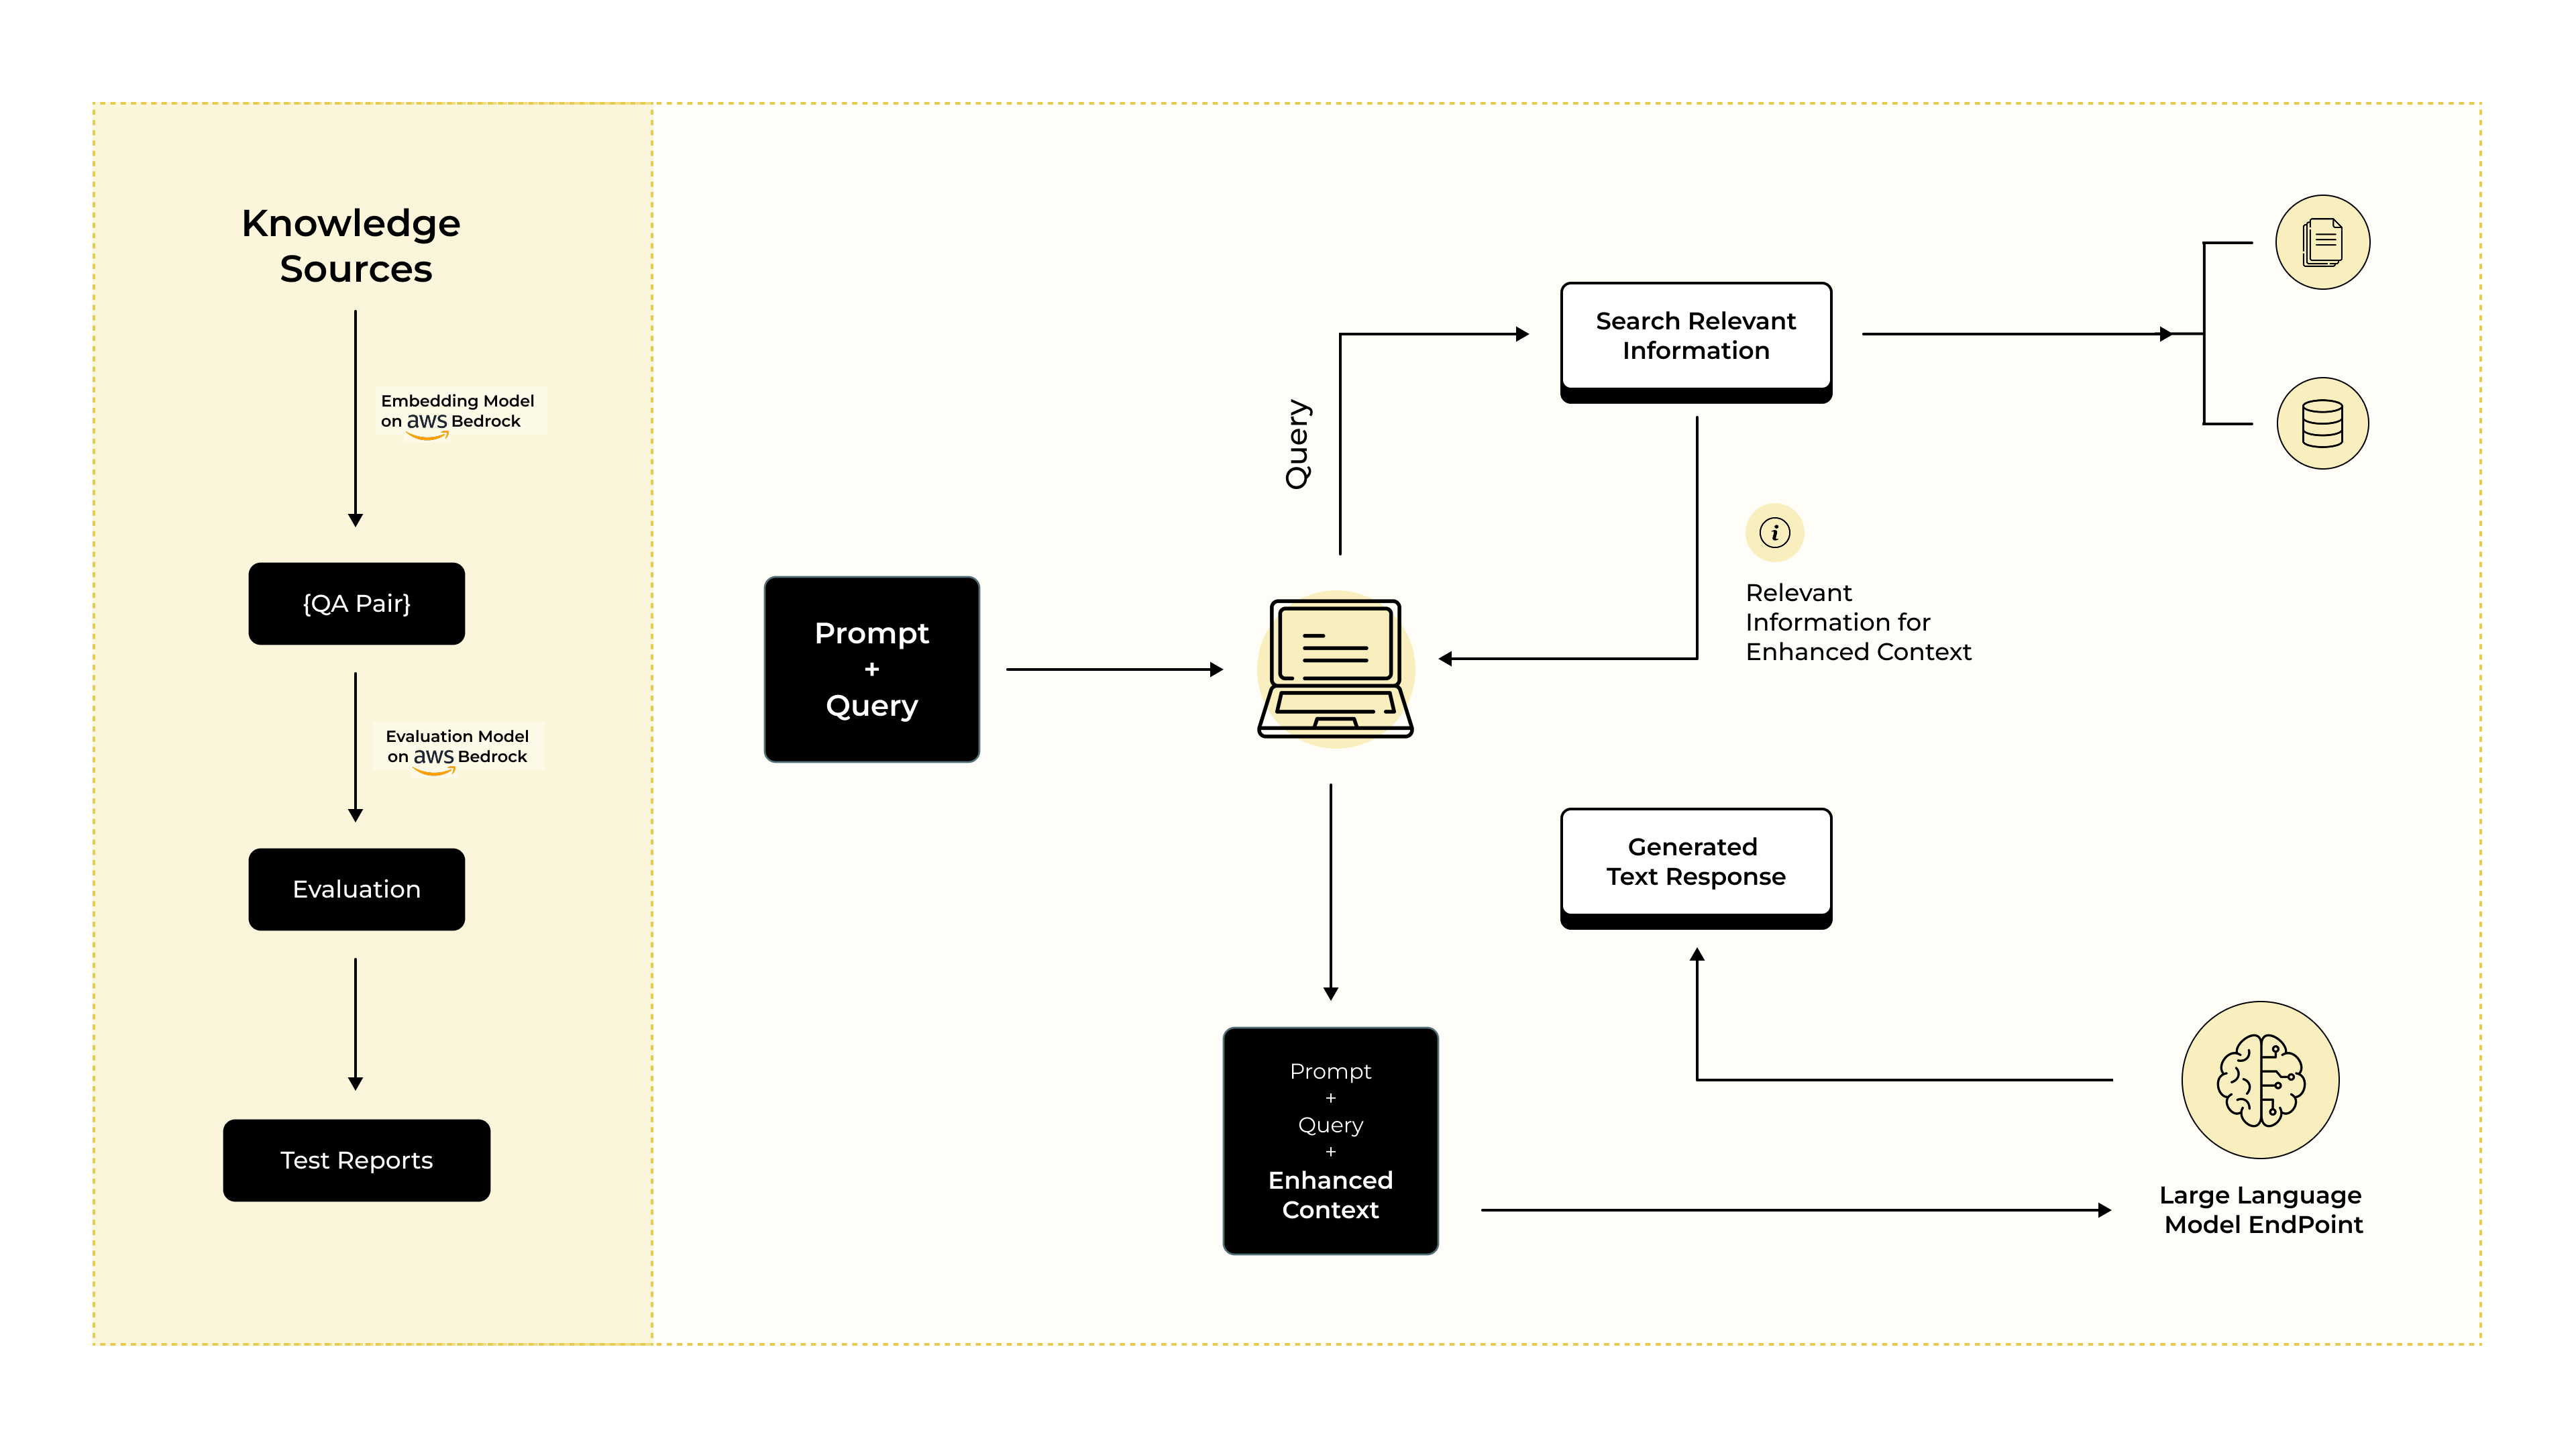 Knowledge
Sources
Embedding Model
on aws Bedrock
{QA Pair}
Evaluation Model
on aws Bedrock
Evaluation
Test Reports
Prompt
+
Query
Query
Search Relevant
Information
i
Relevant
Information for
Enhanced Context
Generated
Text Response
Prompt
+
Query
+
Enhanced
Context
Large Language
Model EndPoint